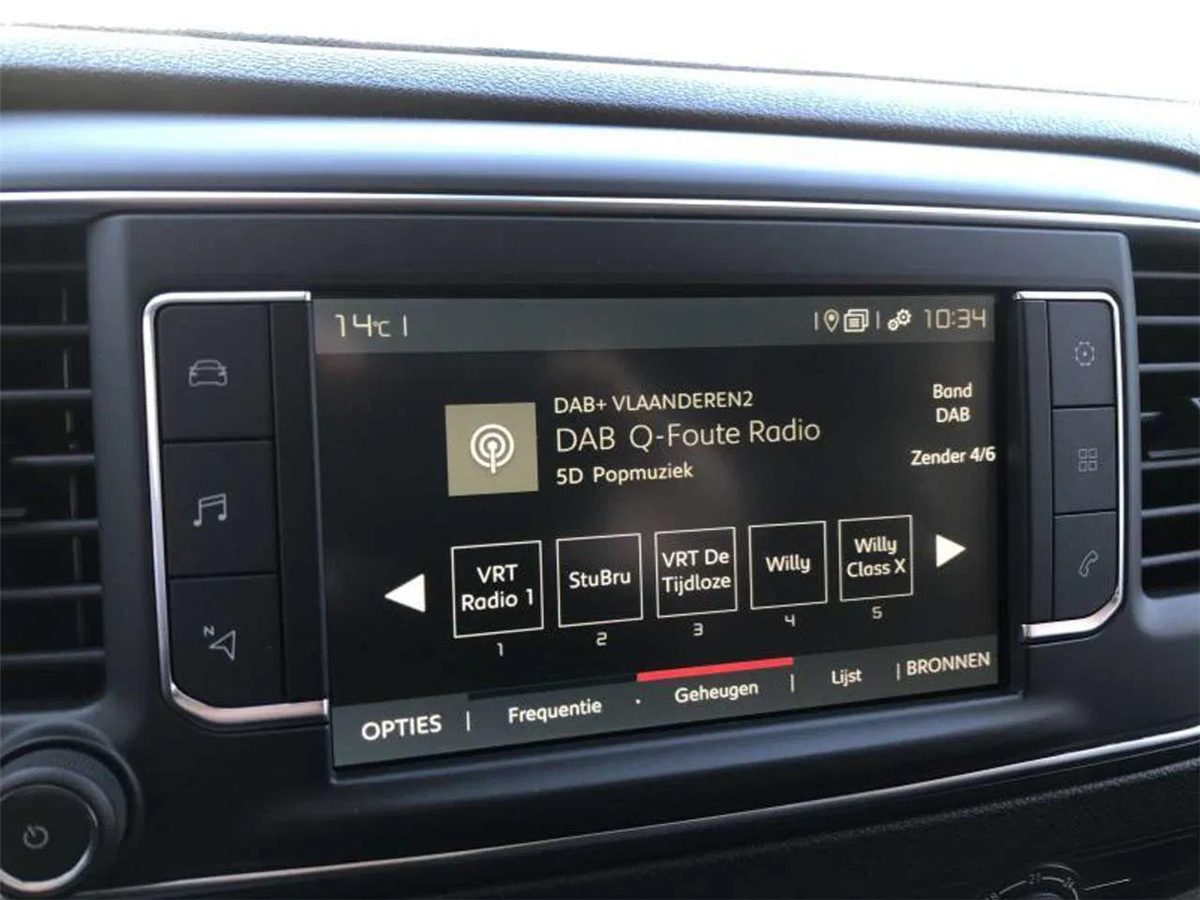 14°C
10:34
DAB+ VLAANDEREN2
DAB Q-Foute Radio
5D Popmuziek
Band
DAB
Zender 4/6
VRT
Radio 1
StuBru
VRT De
Tijdloze
Willy
Willy
Class X
1
2
3
4
5
OPTIES
Frequentie
Geheugen
Lijst
BRONNEN
N
21